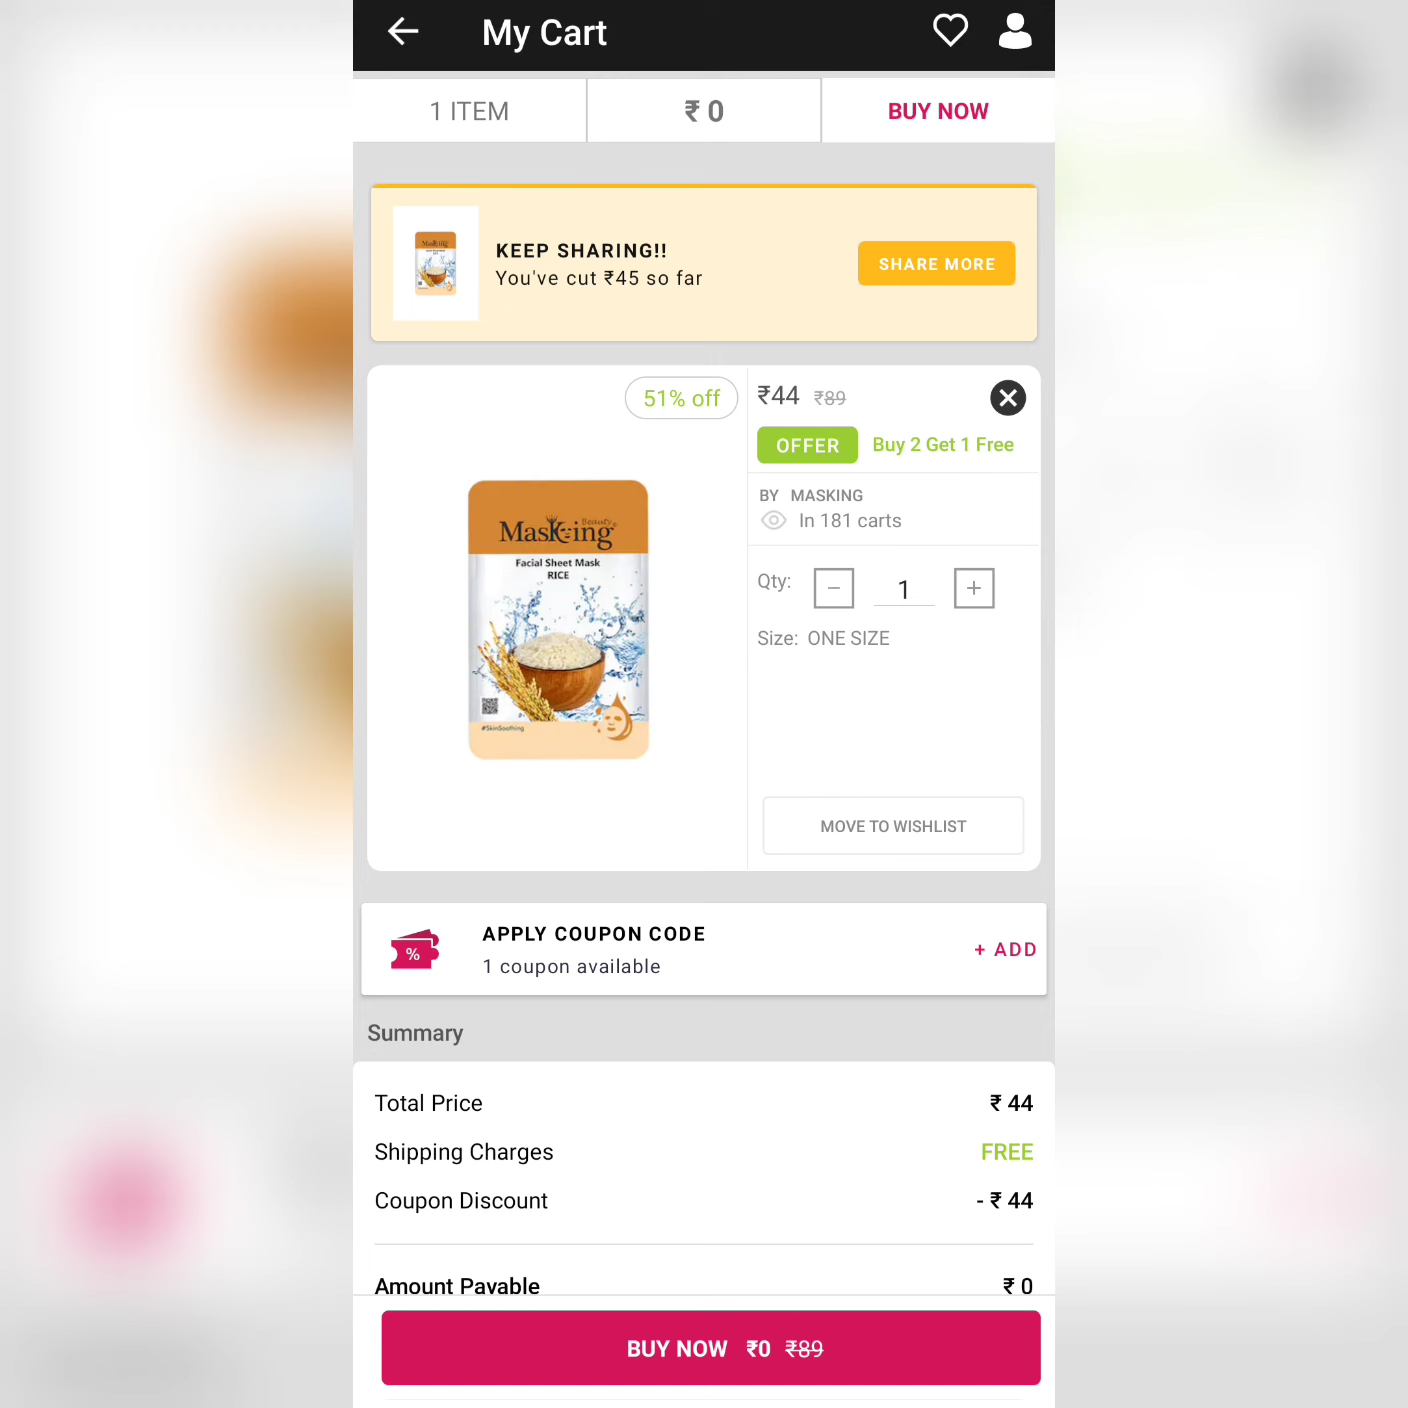 My Cart
1 ITEM
₹ 0
BUY NOW
KEEP SHARING!!
You've cut ₹45 so far
SHARE MORE
51% off
₹44 ₹89
OFFER Buy 2 Get 1 Free
BY MASKING
In 181 carts
Qty: − 1 +
Size: ONE SIZE
MOVE TO WISHLIST
Beauty
MasKing
Facial Sheet Mask
RICE
#SkinSoothing
%
APPLY COUPON CODE
1 coupon available
+ ADD
Summary
Total Price ₹ 44
Shipping Charges FREE
Coupon Discount - ₹ 44
Amount Payable ₹ 0
BUY NOW ₹0 ₹89